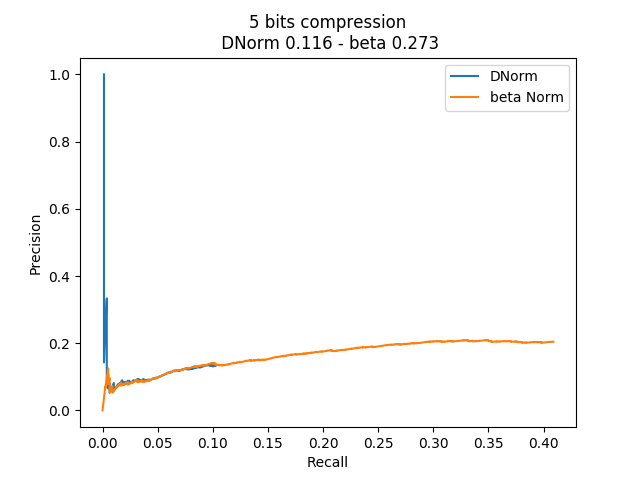 5 bits compression
DNorm 0.116 - beta 0.273
DNorm
beta Norm
1.0
0.8
0.6
0.4
0.2
0.0
Precision
0.00 0.05 0.10 0.15 0.20 0.25 0.30 0.35 0.40
Recall